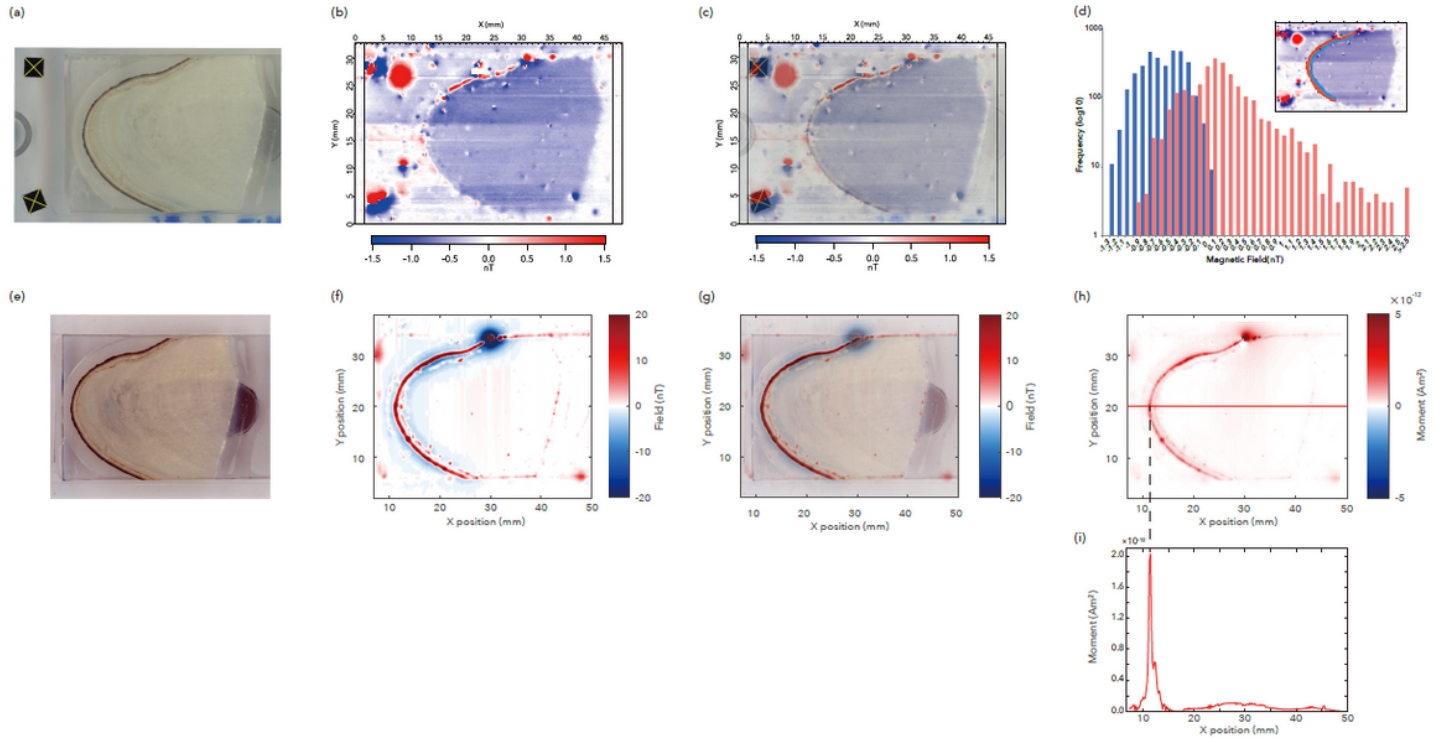 (a)
(b)
X (mm)
0 5 10 15 20 25 30 35 40 45
Y (mm)
30
25
20
15
10
5
0
-1.5 -1.0 -0.5 0.0 0.5 1.0 1.5
nT
(c)
X (mm)
0 5 10 15 20 25 30 35 40 45
Y (mm)
30
25
20
15
10
5
0
-1.5 -1.0 -0.5 0.0 0.5 1.0 1.5
nT
(d)
Frequency (log10)
1000
100
10
1
Magnetic Field(nT)
(e)
(f)
Y position (mm)
30
20
10
10 20 30 40 50
X position (mm)
20
10
0
-10
-20
Field (nT)
(g)
Y position (mm)
30
20
10
10 20 30 40 50
X position (mm)
20
10
0
-10
-20
Field (nT)
(h)
Y position (mm)
30
20
10
10 20 30 40 50
X position (mm)
×10⁻¹²
5
0
-5
Moment (Am²)
(i)
Moment (Am²)
2.0
1.6
1.2
0.8
0.4
0.0
10 20 30 40 50
X position (mm)